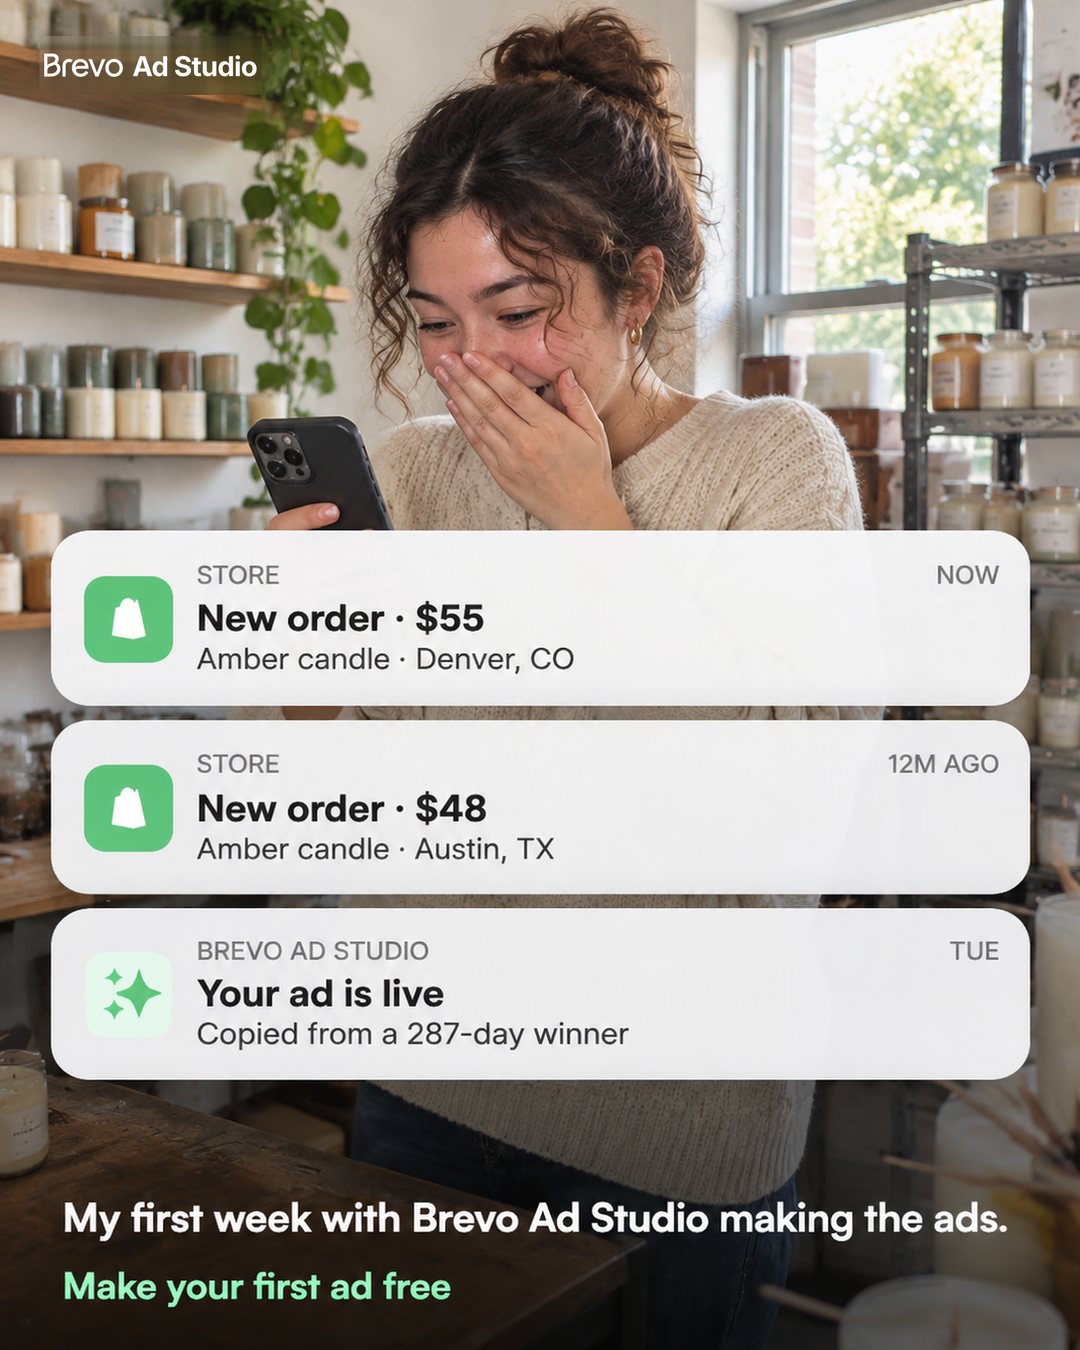 Brevo Ad Studio
STORE
NOW
New order · $55
Amber candle · Denver, CO
STORE
12M AGO
New order · $48
Amber candle · Austin, TX
BREVO AD STUDIO
TUE
Your ad is live
Copied from a 287-day winner
My first week with Brevo Ad Studio making the ads.
Make your first ad free